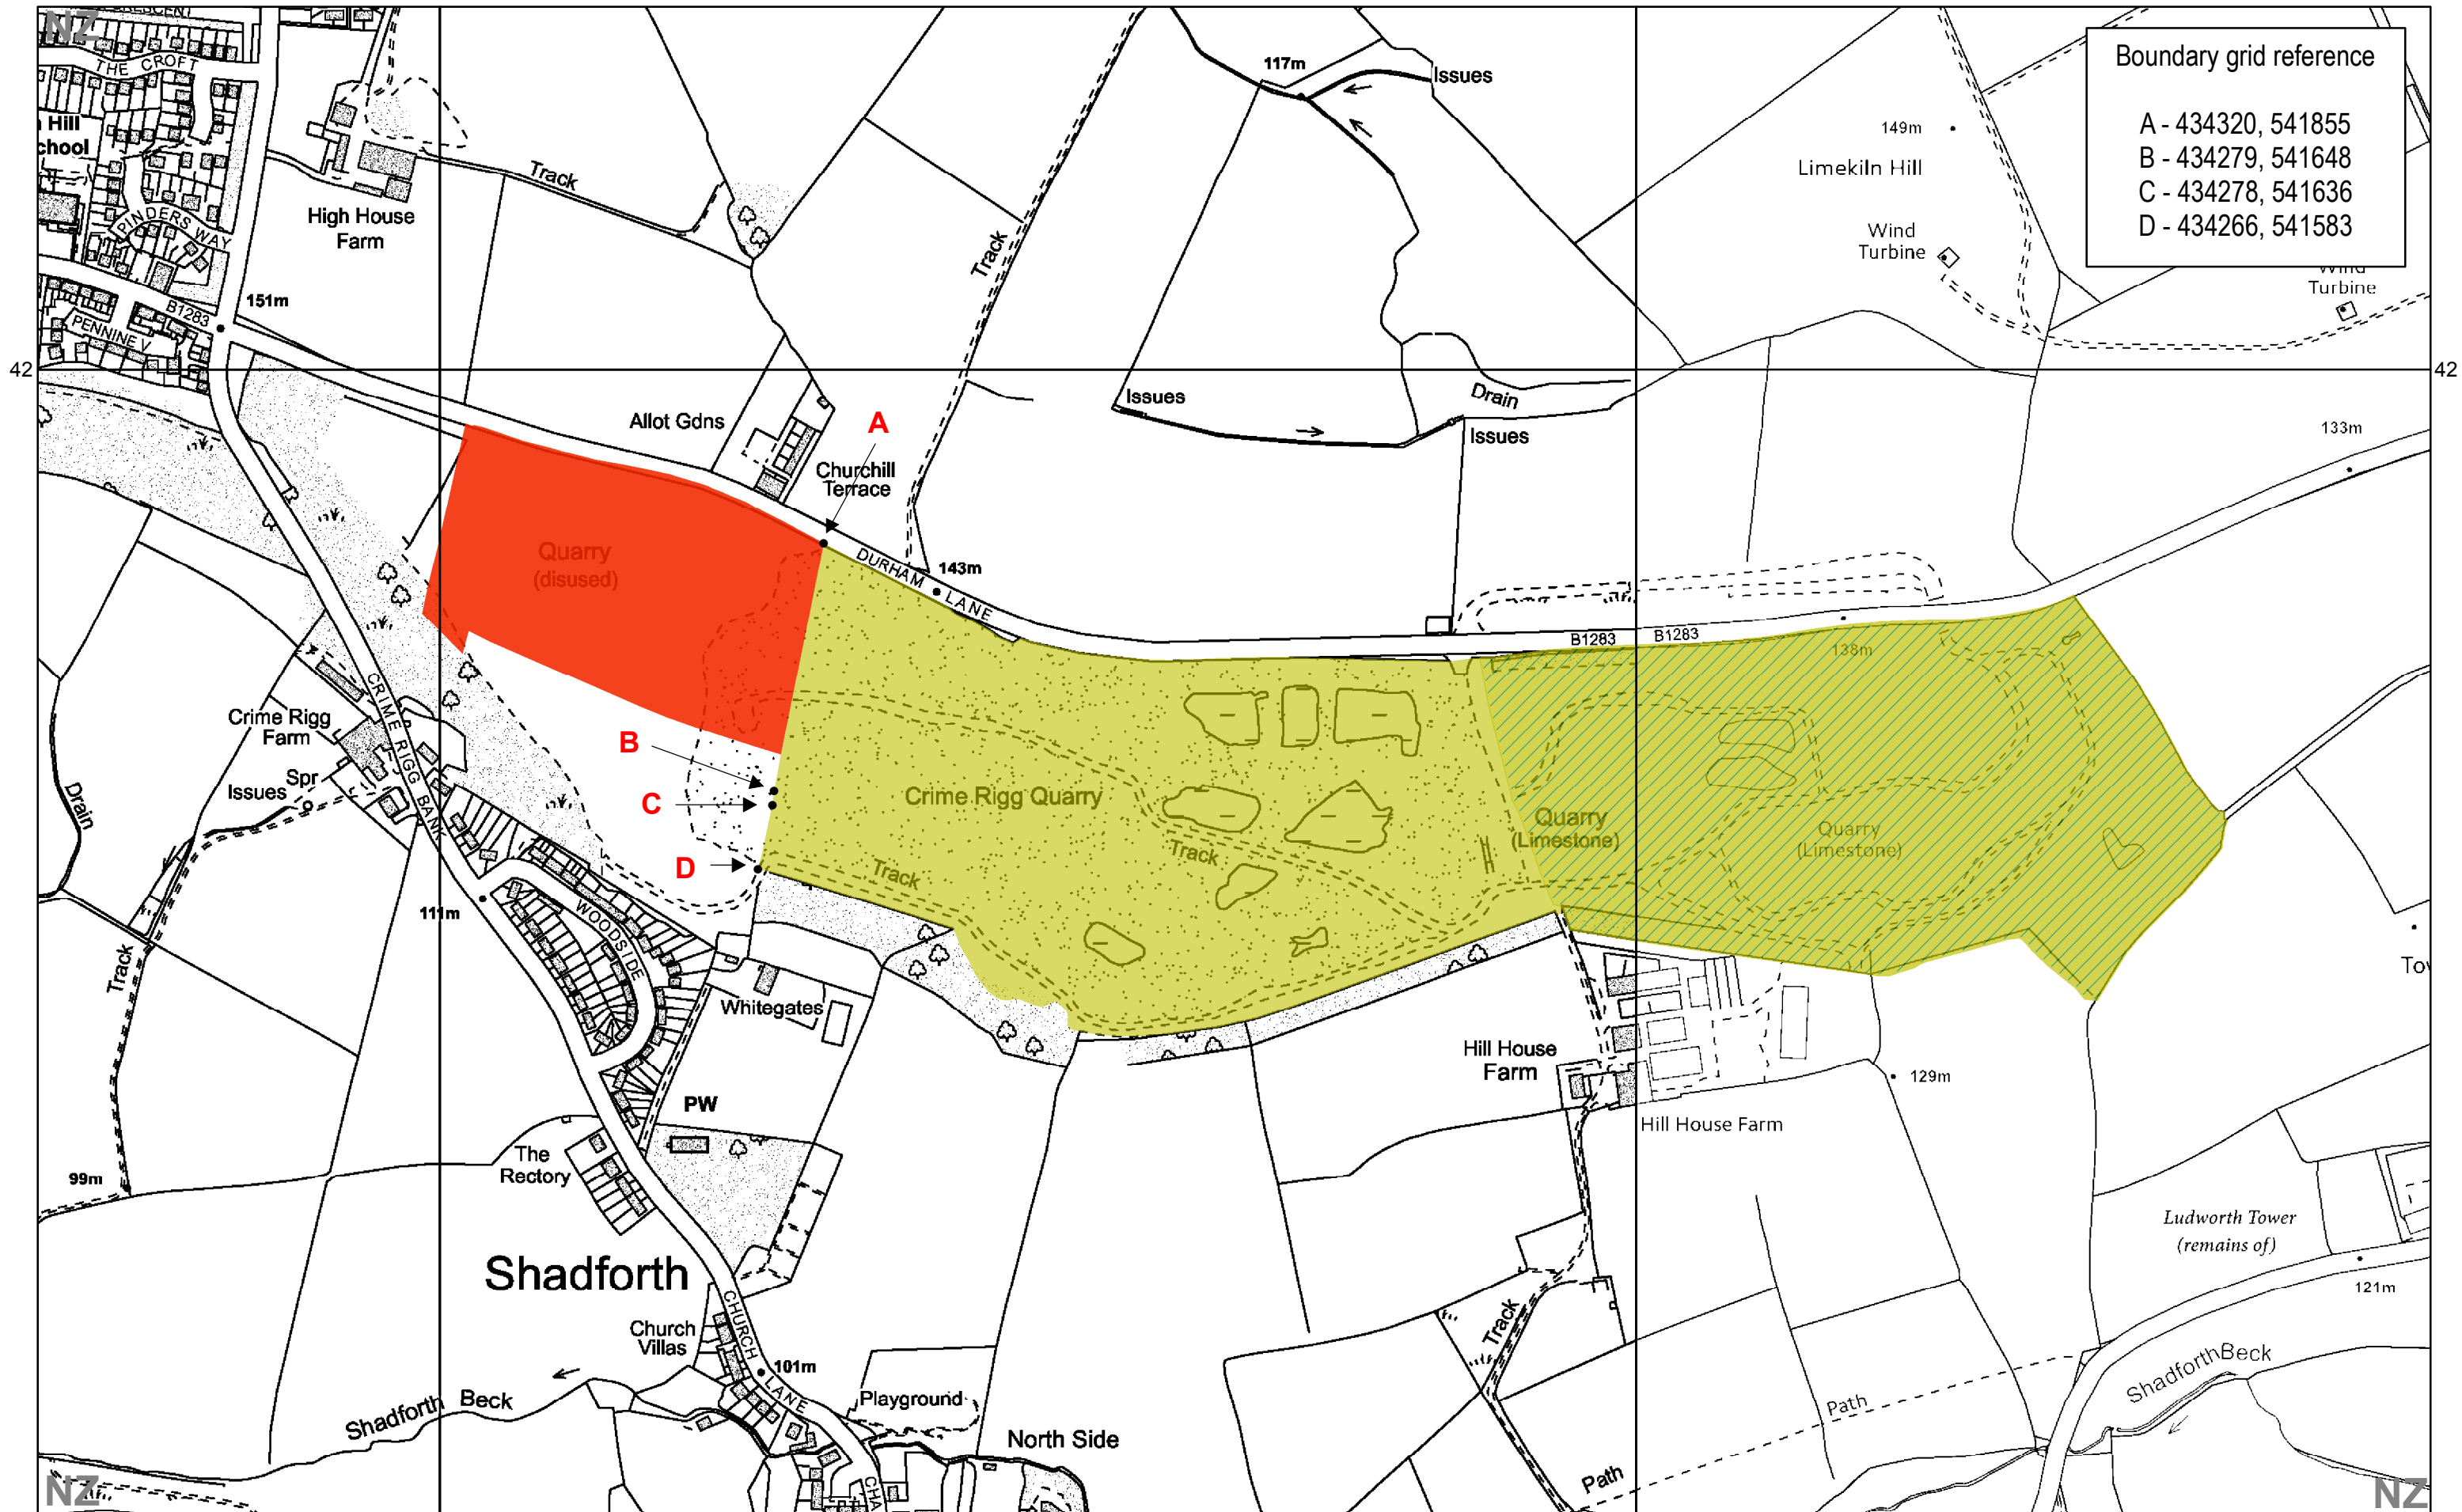 NZ
CRESCENT
THE CROFT
Hill
chool
PINDERS WAY
B1283
PENNINE V
151m
High House
Farm
Track
Track
117m
Issues
149m
Limekiln Hill
Wind
Turbine
Boundary grid reference
A - 434320, 541855
B - 434279, 541648
C - 434278, 541636
D - 434266, 541583
Wind
Turbine
42
42
Allot Gdns
A
Churchill
Terrace
Issues
Drain
Issues
133m
Quarry
(disused)
DURHAM LANE
143m
B1283
B1283
138m
CRIME RIGG BANK
Crime Rigg
Farm
Spr
Issues
Drain
B
C
D
Crime Rigg Quarry
Track
Track
Quarry
(Limestone)
Quarry
(Limestone)
111m
WOODSIDE
Track
Whitegates
Hill House
Farm
129m
Hill House Farm
PW
The
Rectory
99m
Ludworth Tower
(remains of)
121m
Shadforth
CHURCH LANE
Church
Villas
101m
Track
Shadforth Beck
Playground
North Side
Path
Path
Shadforth Beck
CHA
NZ
NZ